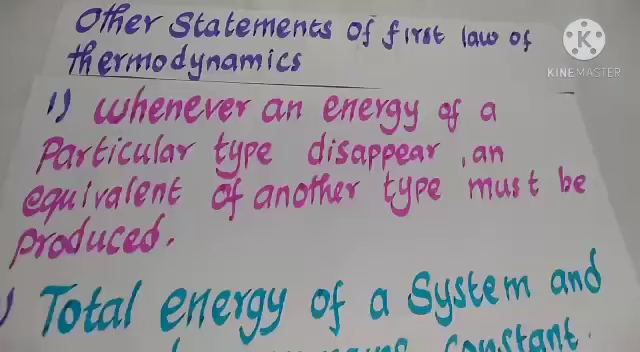 Other Statements of first law of
thermodynamics
KINEMASTER
1) whenever an energy of a
Particular type disappear, an
equivalent of another type must be
produced.
Total energy of a System and
constant.